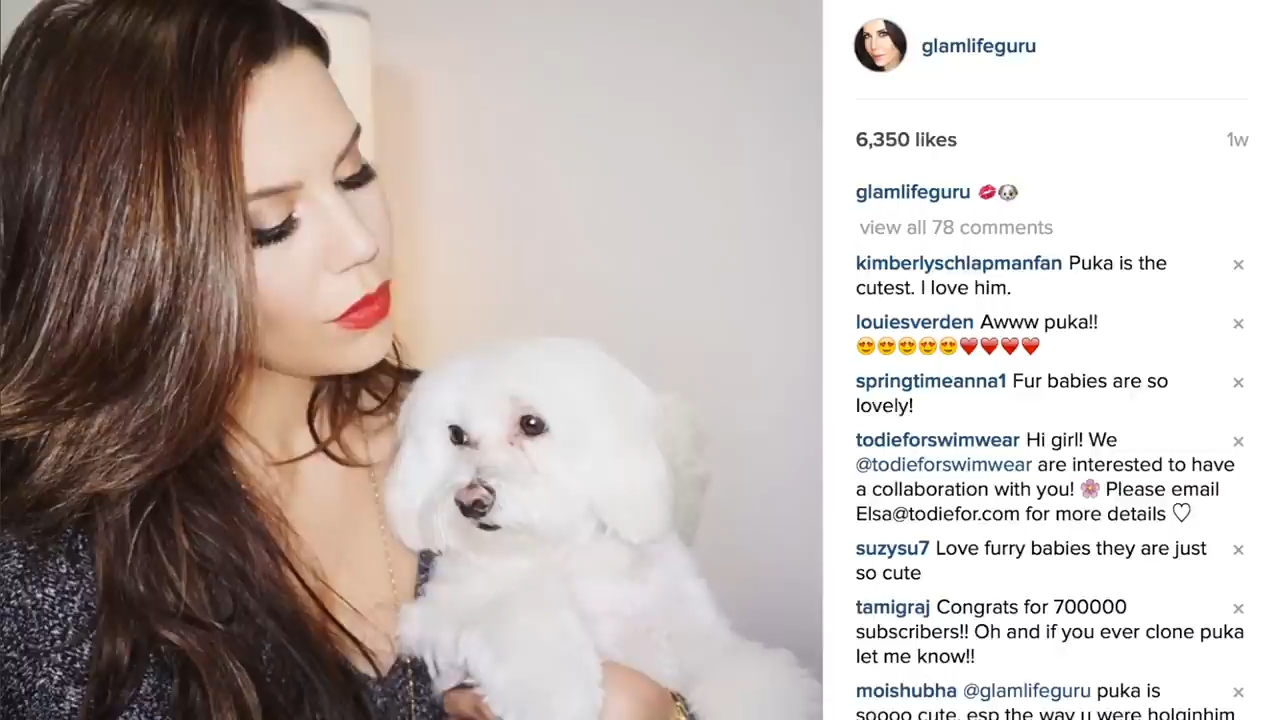 glamlifeguru
6,350 likes
1w
glamlifeguru 💋🐶
view all 78 comments
kimberlyschlapmanfan Puka is the
cutest. I love him.
louiesverden Awww puka!!
😍😍😍😍😍❤️❤️❤️❤️
springtimeanna1 Fur babies are so
lovely!
todieforswimwear Hi girl! We
@todieforswimwear are interested to have
a collaboration with you! 🌸 Please email
Elsa@todiefor.com for more details ♡
suzysu7 Love furry babies they are just
so cute
tamigraj Congrats for 700000
subscribers!! Oh and if you ever clone puka
let me know!!
moishubha @glamlifeguru puka is
soooo cute, esp the way u were holginhim